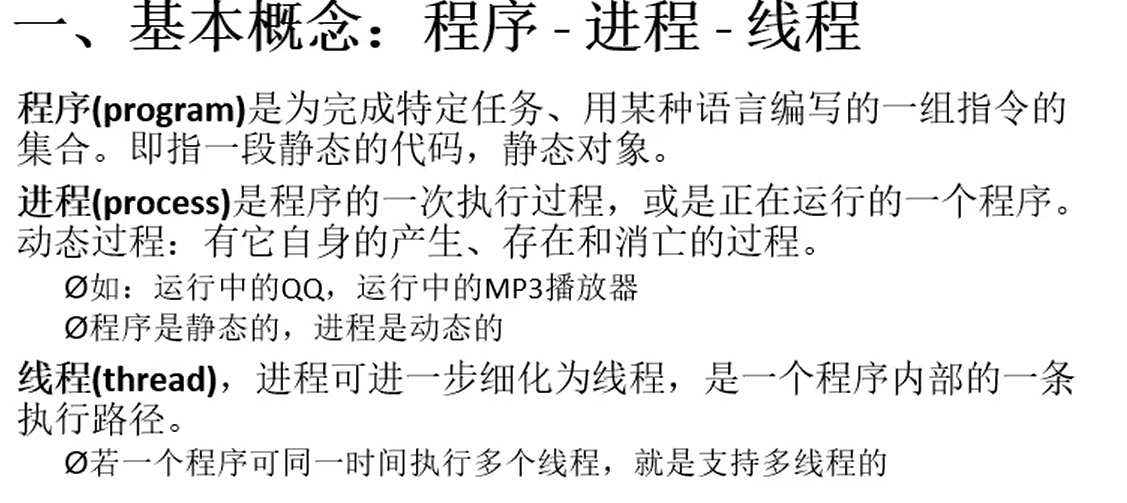 一、基本概念：程序 - 进程 - 线程
程序(program)是为完成特定任务、用某种语言编写的一组指令的
集合。即指一段静态的代码，静态对象。
进程(process)是程序的一次执行过程，或是正在运行的一个程序。
动态过程：有它自身的产生、存在和消亡的过程。
Ø如：运行中的QQ，运行中的MP3播放器
Ø程序是静态的，进程是动态的
线程(thread)，进程可进一步细化为线程，是一个程序内部的一条
执行路径。
Ø若一个程序可同一时间执行多个线程，就是支持多线程的